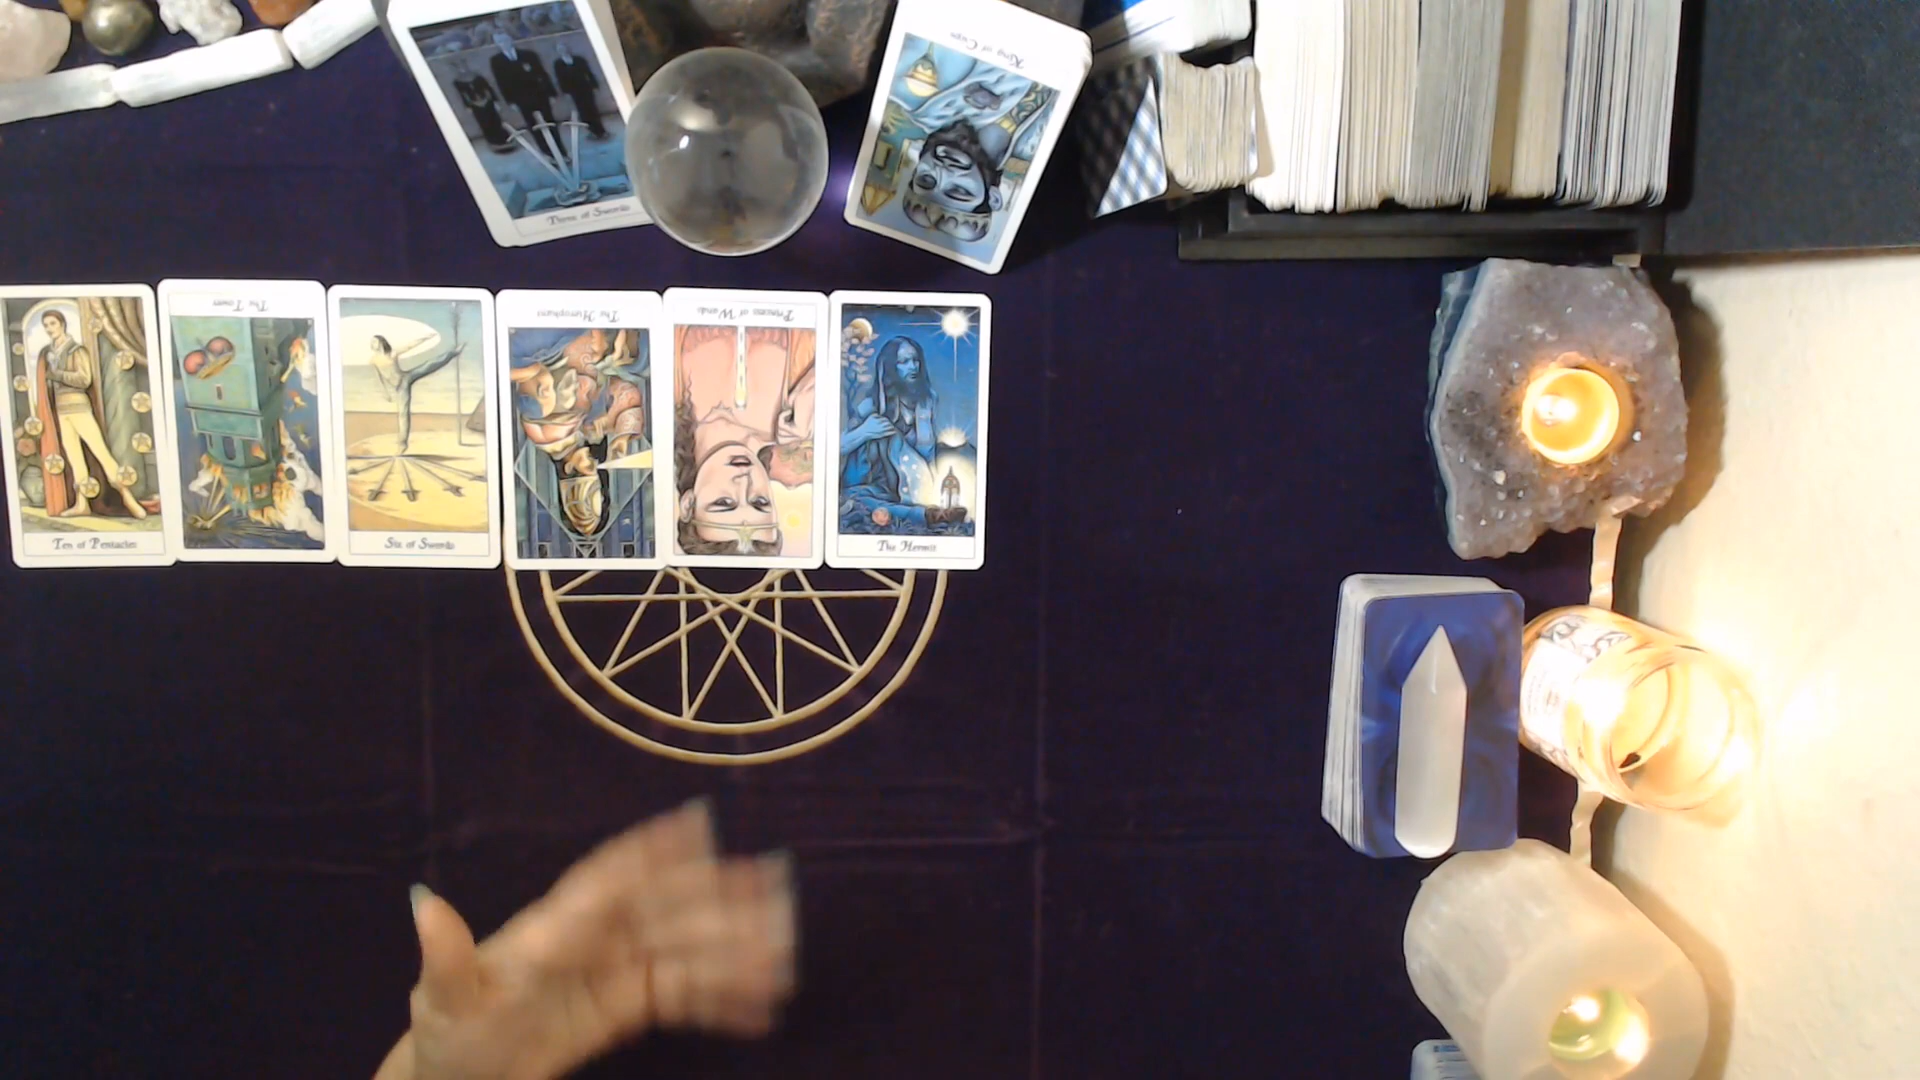 King of Cups
Three of Swords
The Tower
The Hierophant
Princess of Wands
Ten of Pentacles
Six of Swords
The Hermit